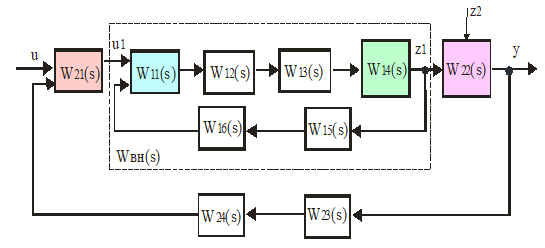 z2
u
u1
z1
y
W21(s)
W11(s)
W12(s)
W13(s)
W14(s)
W22(s)
W16(s)
W15(s)
Wвн(s)
W24(s)
W23(s)